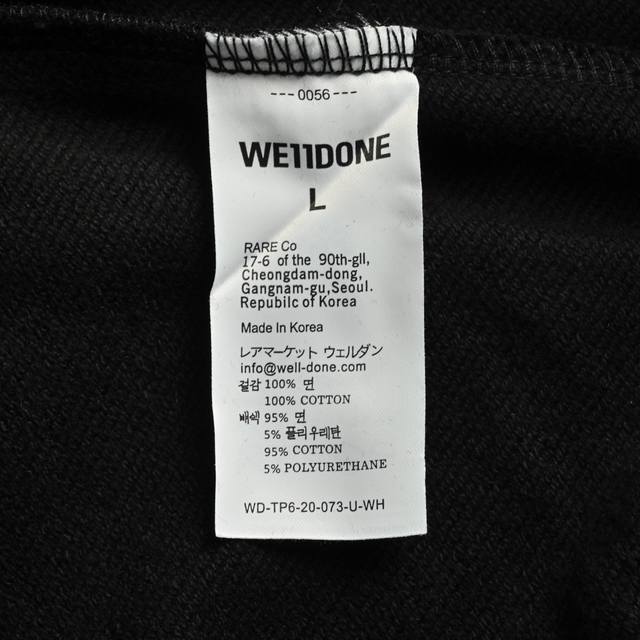 ---0056---
WE11DONE
L
RARE Co
17-6 of the 90th-gll,
Cheongdam-dong,
Gangnam-gu,Seoul.
Republic of Korea
Made In Korea
レアマーケット ウェルダン
info@well-done.com
겉감 100% 면
100% COTTON
배색 95% 면
5% 폴리우레탄
95% COTTON
5% POLYURETHANE
WD-TP6-20-073-U-WH